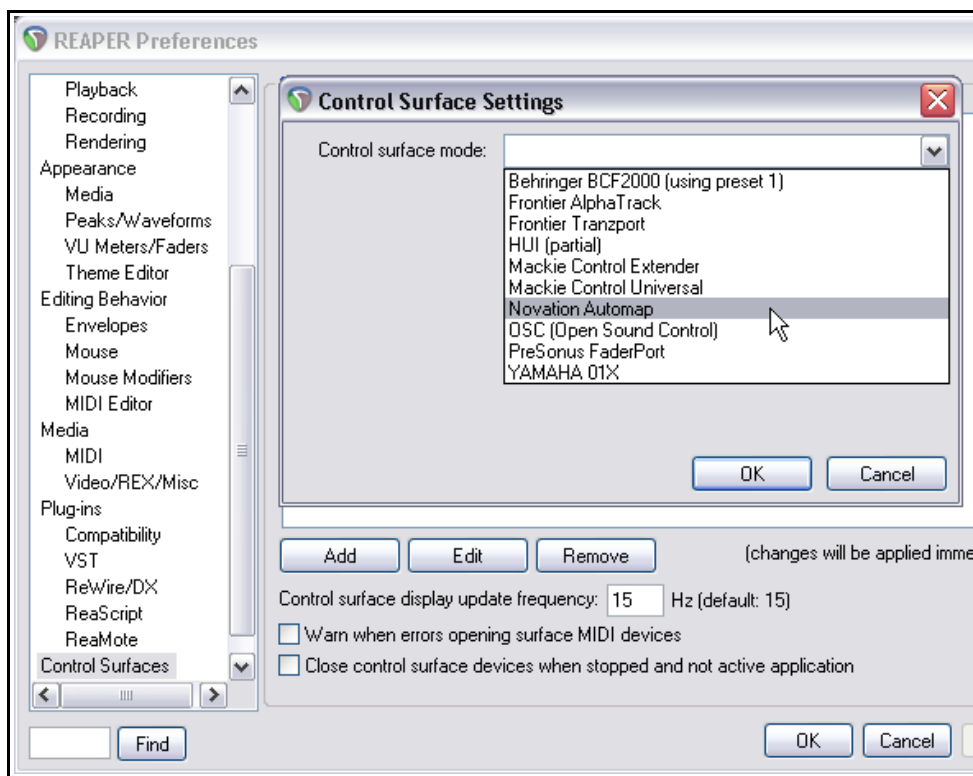 REAPER Preferences
Playback
Recording
Rendering
Appearance
Media
Peaks/Waveforms
VU Meters/Faders
Theme Editor
Editing Behavior
Envelopes
Mouse
Mouse Modifiers
MIDI Editor
Media
MIDI
Video/REX/Misc
Plug-ins
Compatibility
VST
ReWire/DX
ReaScript
ReaMote
Control Surfaces
Find
Control Surface Settings
Control surface mode:
Behringer BCF2000 (using preset 1)
Frontier AlphaTrack
Frontier Tranzport
HUI (partial)
Mackie Control Extender
Mackie Control Universal
Novation Automap
OSC (Open Sound Control)
PreSonus FaderPort
YAMAHA 01X
OK Cancel
Add Edit Remove (changes will be applied imme
Control surface display update frequency: 15 Hz (default: 15)
Warn when errors opening surface MIDI devices
Close control surface devices when stopped and not active application
OK Cancel